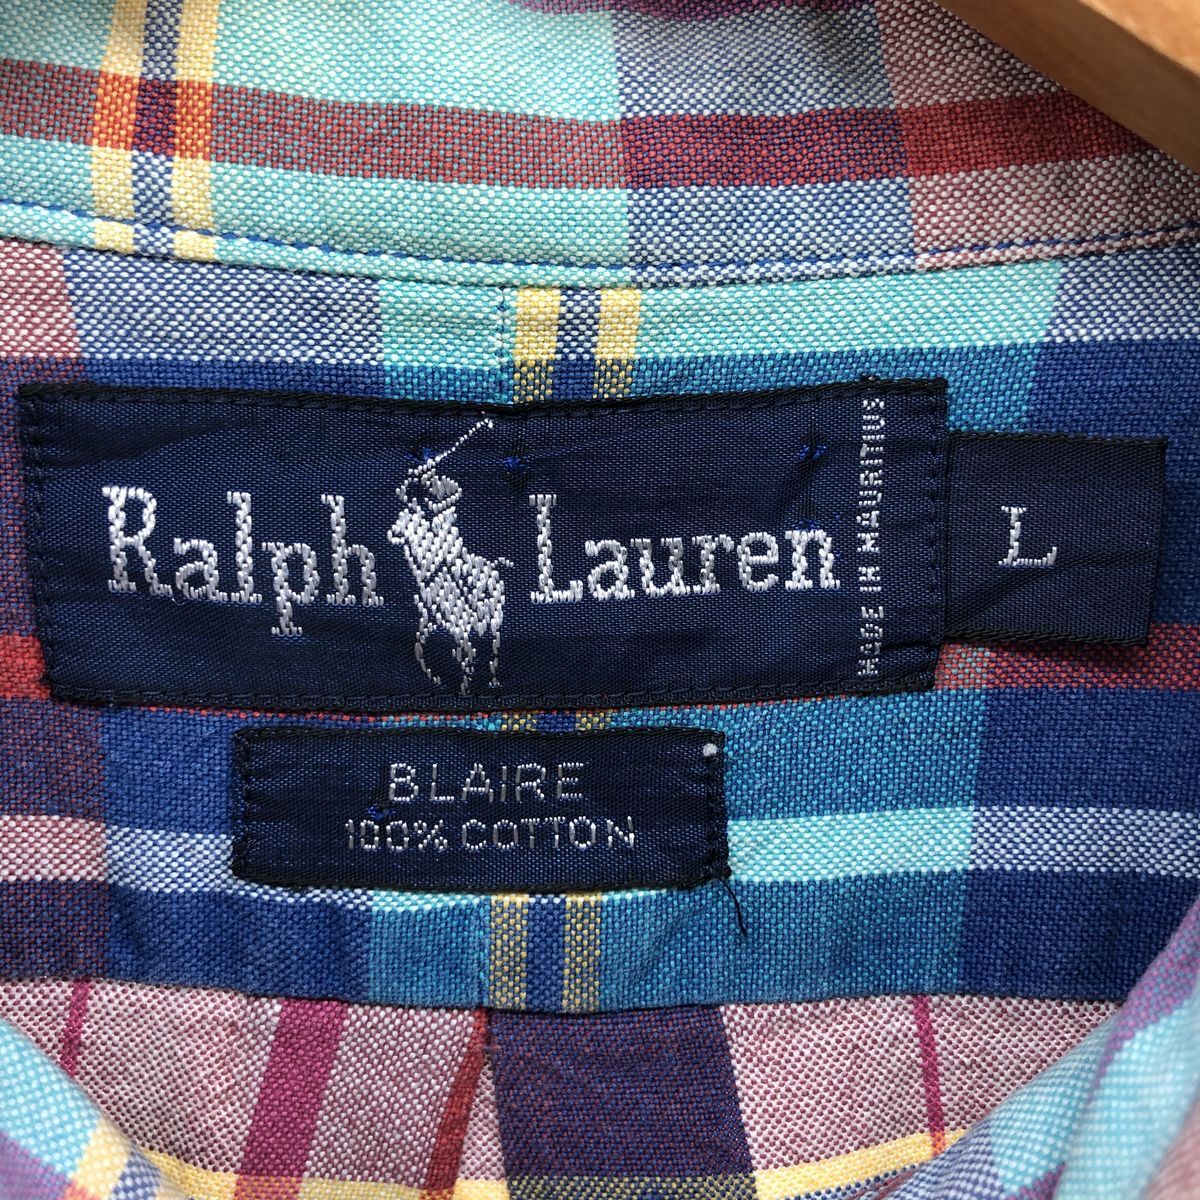 Ralph Lauren
MADE IN MAURITIUS
L
BLAIRE
100% COTTON